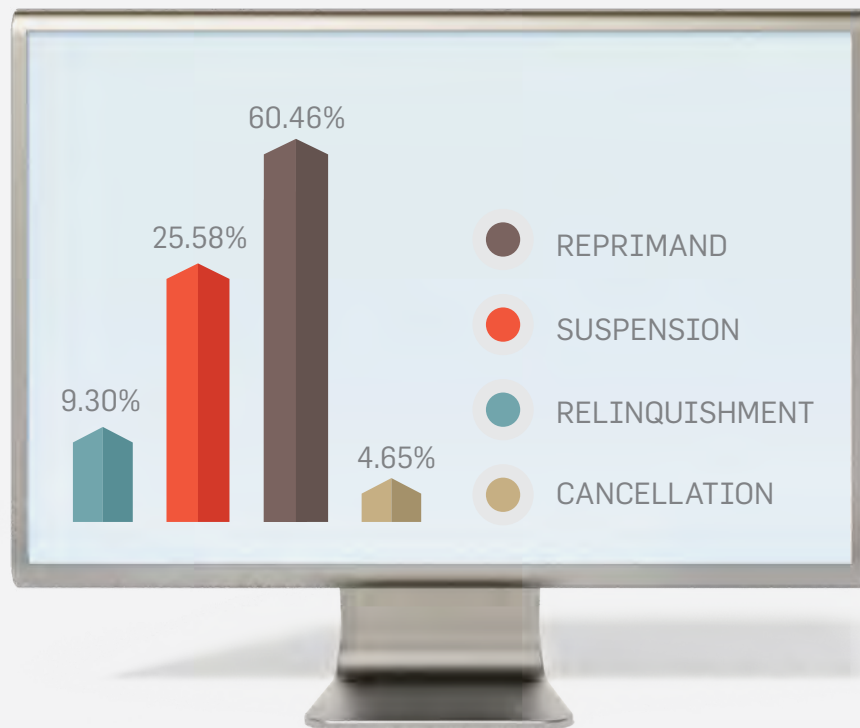 60.46%
25.58%
9.30%
4.65%
REPRIMAND
SUSPENSION
RELINQUISHMENT
CANCELLATION